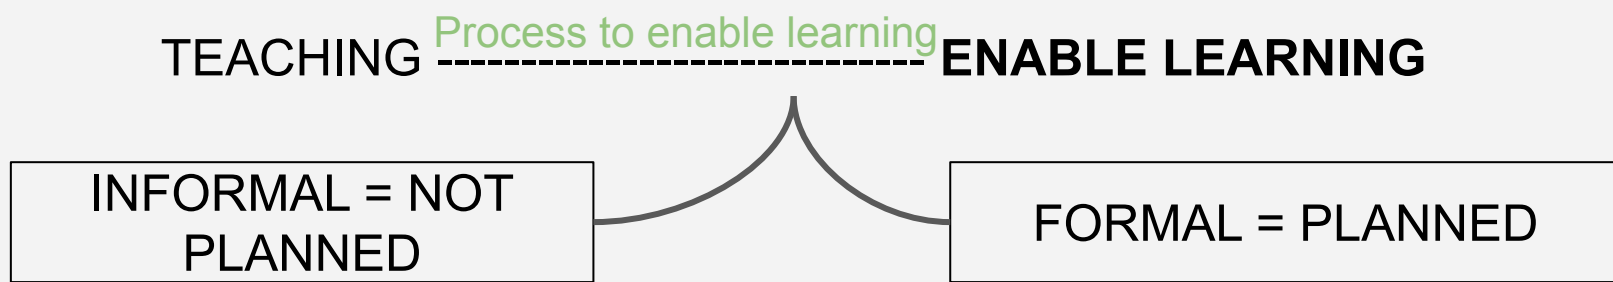 TEACHING Process to enable learning ENABLE LEARNING
INFORMAL = NOT
PLANNED
FORMAL = PLANNED